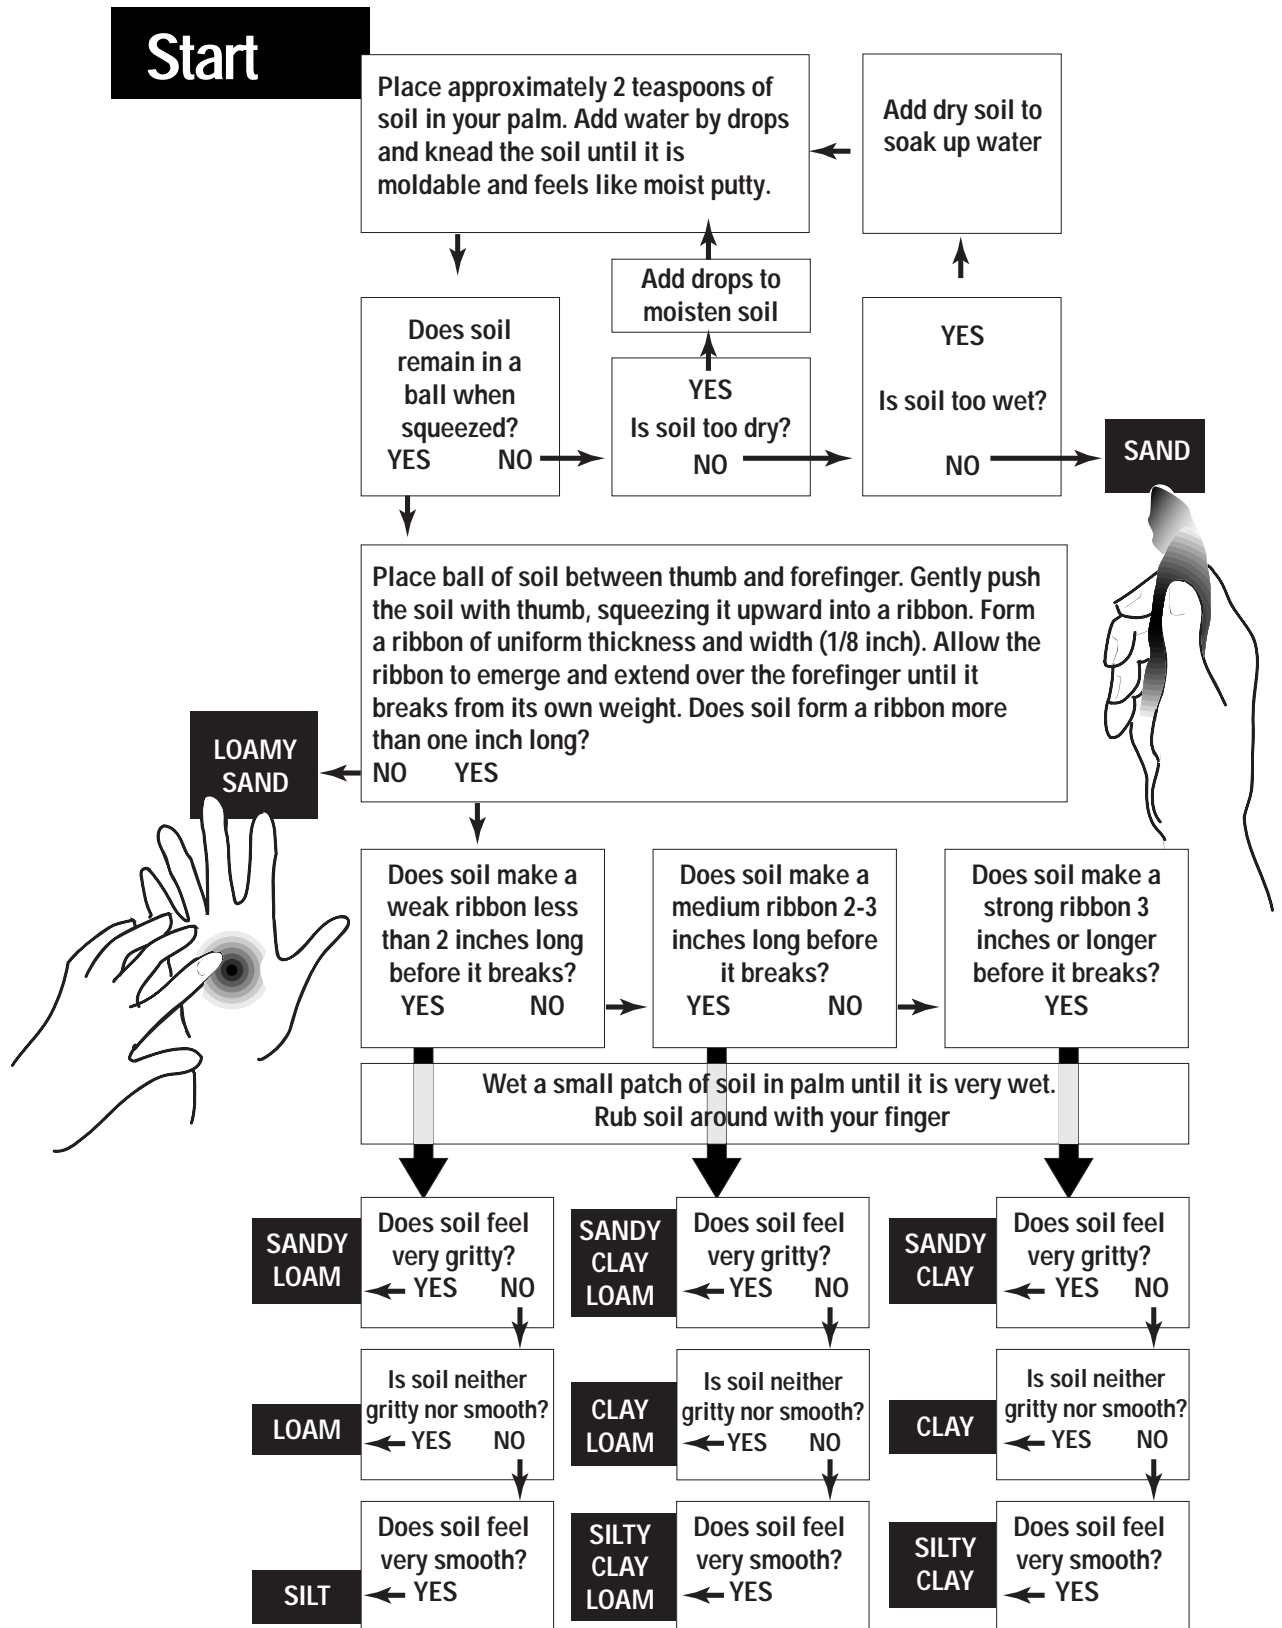 Start
Place approximately 2 teaspoons of
soil in your palm. Add water by drops
and knead the soil until it is
moldable and feels like moist putty.
Add dry soil to
soak up water
Add drops to
moisten soil
Does soil
remain in a
ball when
squeezed?
YES NO
YES
Is soil too dry?
NO
YES
Is soil too wet?
NO
SAND
Place ball of soil between thumb and forefinger. Gently push
the soil with thumb, squeezing it upward into a ribbon. Form
a ribbon of uniform thickness and width (1/8 inch). Allow the
ribbon to emerge and extend over the forefinger until it
breaks from its own weight. Does soil form a ribbon more
than one inch long?
NO YES
LOAMY
SAND
Does soil make a
weak ribbon less
than 2 inches long
before it breaks?
YES NO
Does soil make a
medium ribbon 2-3
inches long before
it breaks?
YES NO
Does soil make a
strong ribbon 3
inches or longer
before it breaks?
YES
Wet a small patch of soil in palm until it is very wet.
Rub soil around with your finger
SANDY
LOAM
Does soil feel
very gritty?
YES NO
SANDY
CLAY
LOAM
Does soil feel
very gritty?
YES NO
SANDY
CLAY
Does soil feel
very gritty?
YES NO
LOAM
Is soil neither
gritty nor smooth?
YES NO
CLAY
LOAM
Is soil neither
gritty nor smooth?
YES NO
CLAY
Is soil neither
gritty nor smooth?
YES NO
SILT
Does soil feel
very smooth?
YES
SILTY
CLAY
LOAM
Does soil feel
very smooth?
YES
SILTY
CLAY
Does soil feel
very smooth?
YES